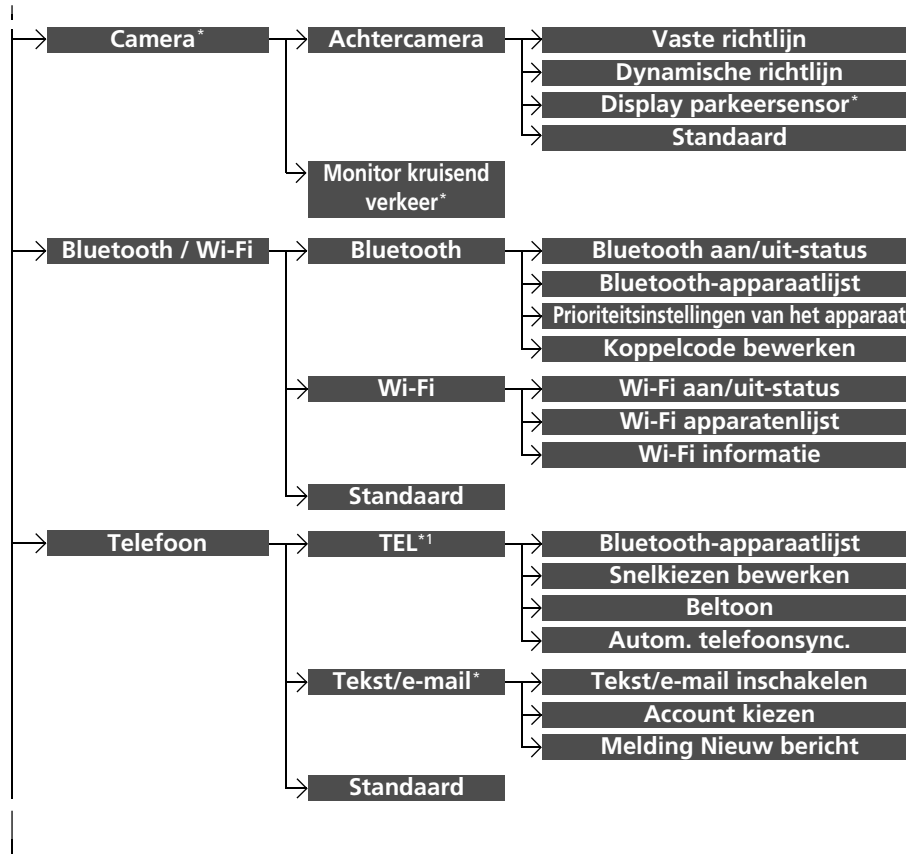 Camera*
Achtercamera
Vaste richtlijn
Dynamische richtlijn
Display parkeersensor*
Standaard
Monitor kruisend
verkeer*
Bluetooth / Wi-Fi
Bluetooth
Bluetooth aan/uit-status
Bluetooth-apparaatlijst
Prioriteitsinstellingen van het apparaat
Koppelcode bewerken
Wi-Fi
Wi-Fi aan/uit-status
Wi-Fi apparatenlijst
Wi-Fi informatie
Standaard
Telefoon
TEL*1
Bluetooth-apparaatlijst
Snelkiezen bewerken
Beltoon
Autom. telefoonsync.
Tekst/e-mail*
Tekst/e-mail inschakelen
Account kiezen
Melding Nieuw bericht
Standaard